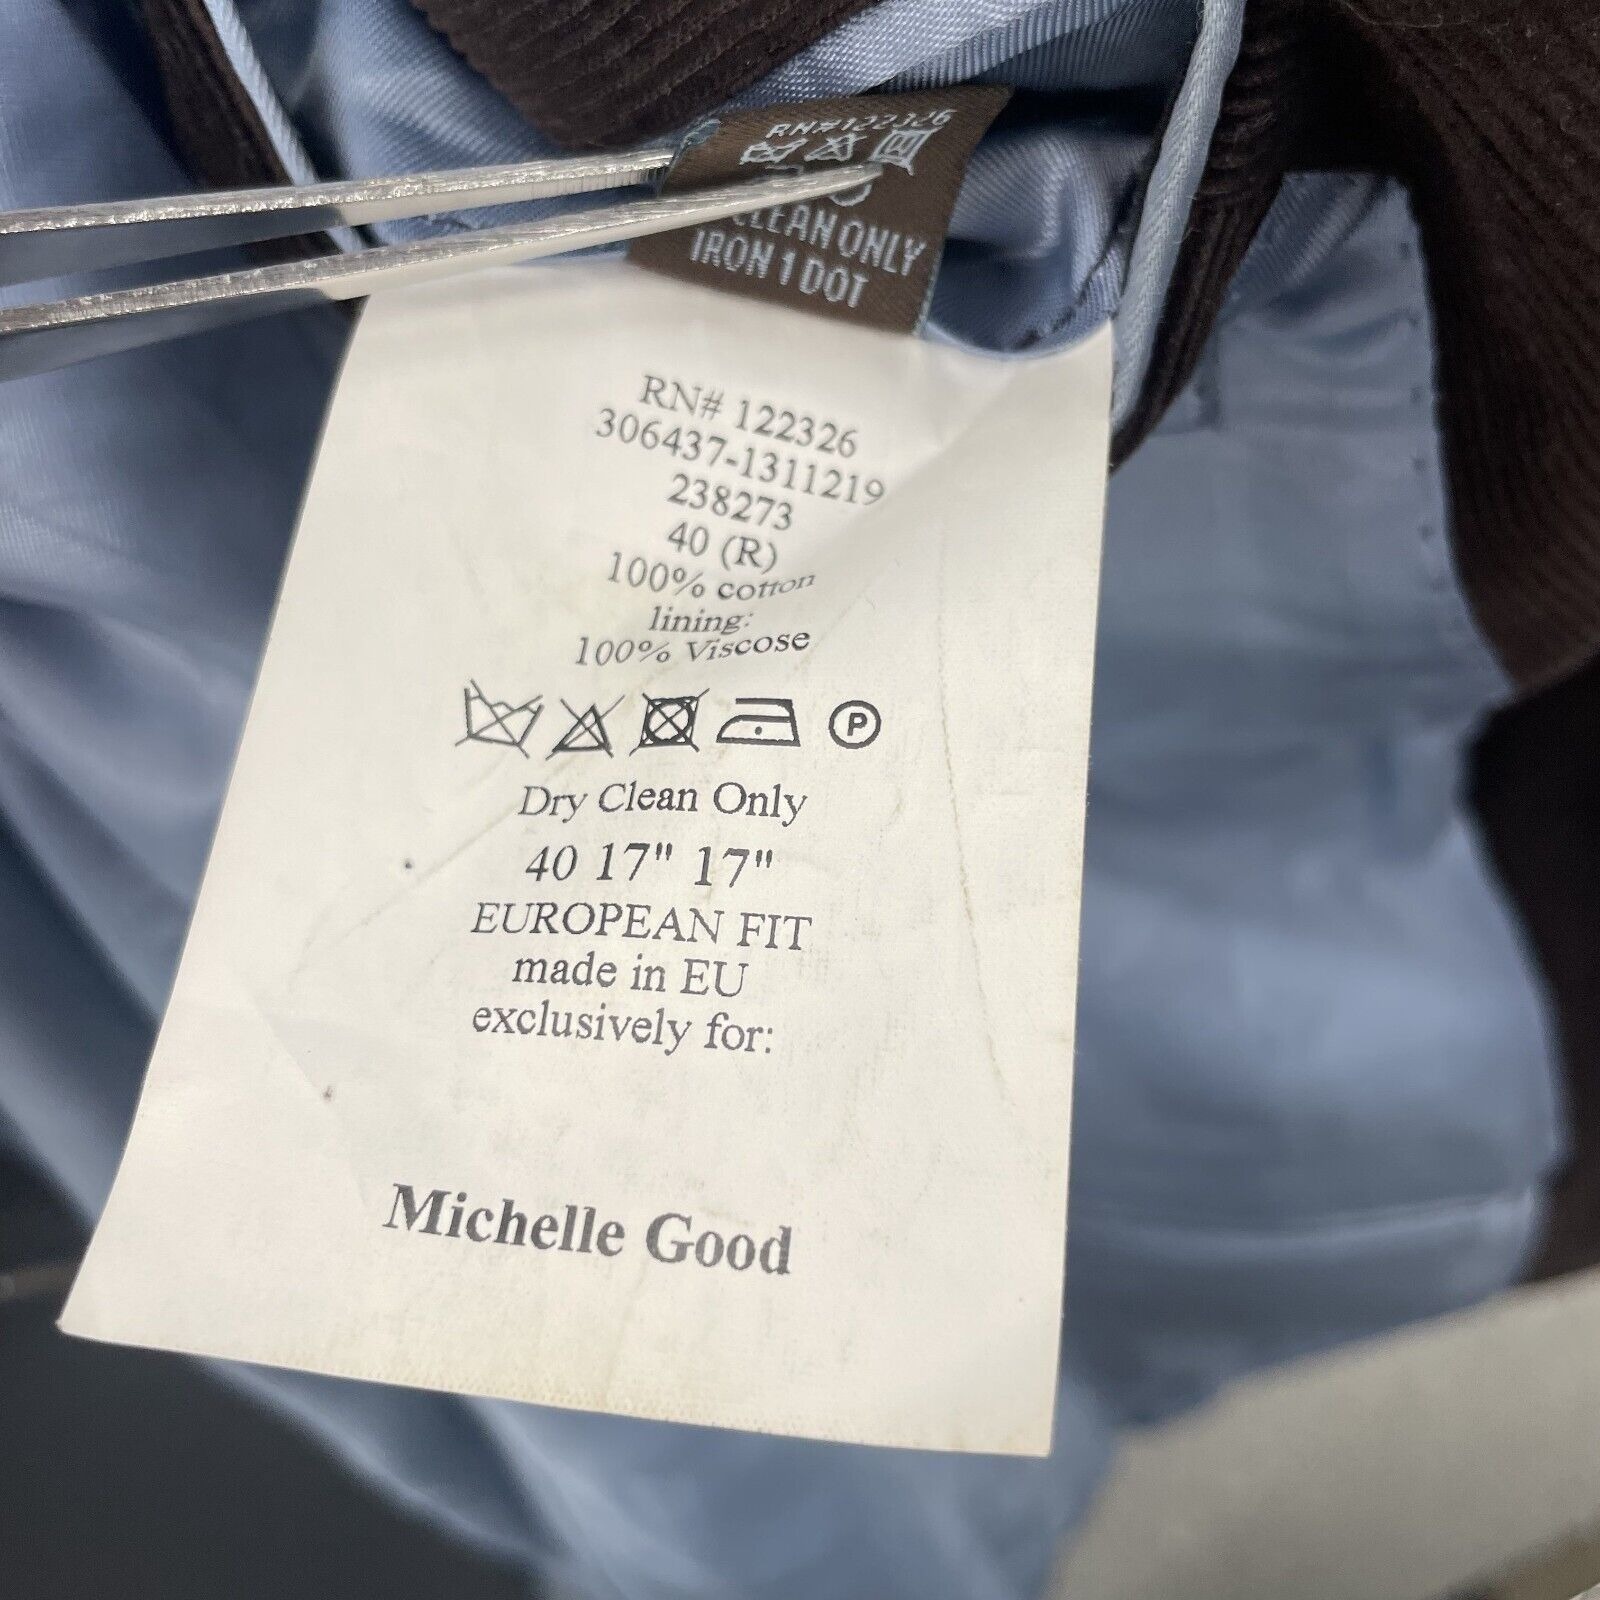 RN#122326
CLEAN ONLY
IRON 1 DOT
RN# 122326
306437-1311219
238273
40 (R)
100% cotton
lining:
100% Viscose
P
Dry Clean Only
40 17" 17"
EUROPEAN FIT
made in EU
exclusively for:
Michelle Good